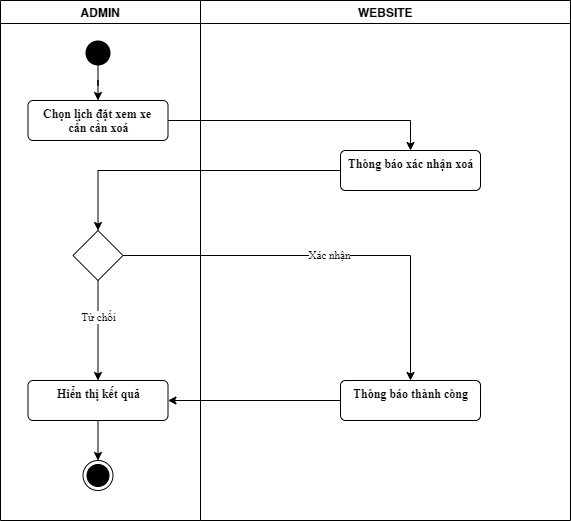 ADMIN
WEBSITE
Chọn lịch đặt xem xe
cần cần xoá
Thông báo xác nhận xoá
Xác nhận
Từ chối
Hiển thị kết quả
Thông báo thành công